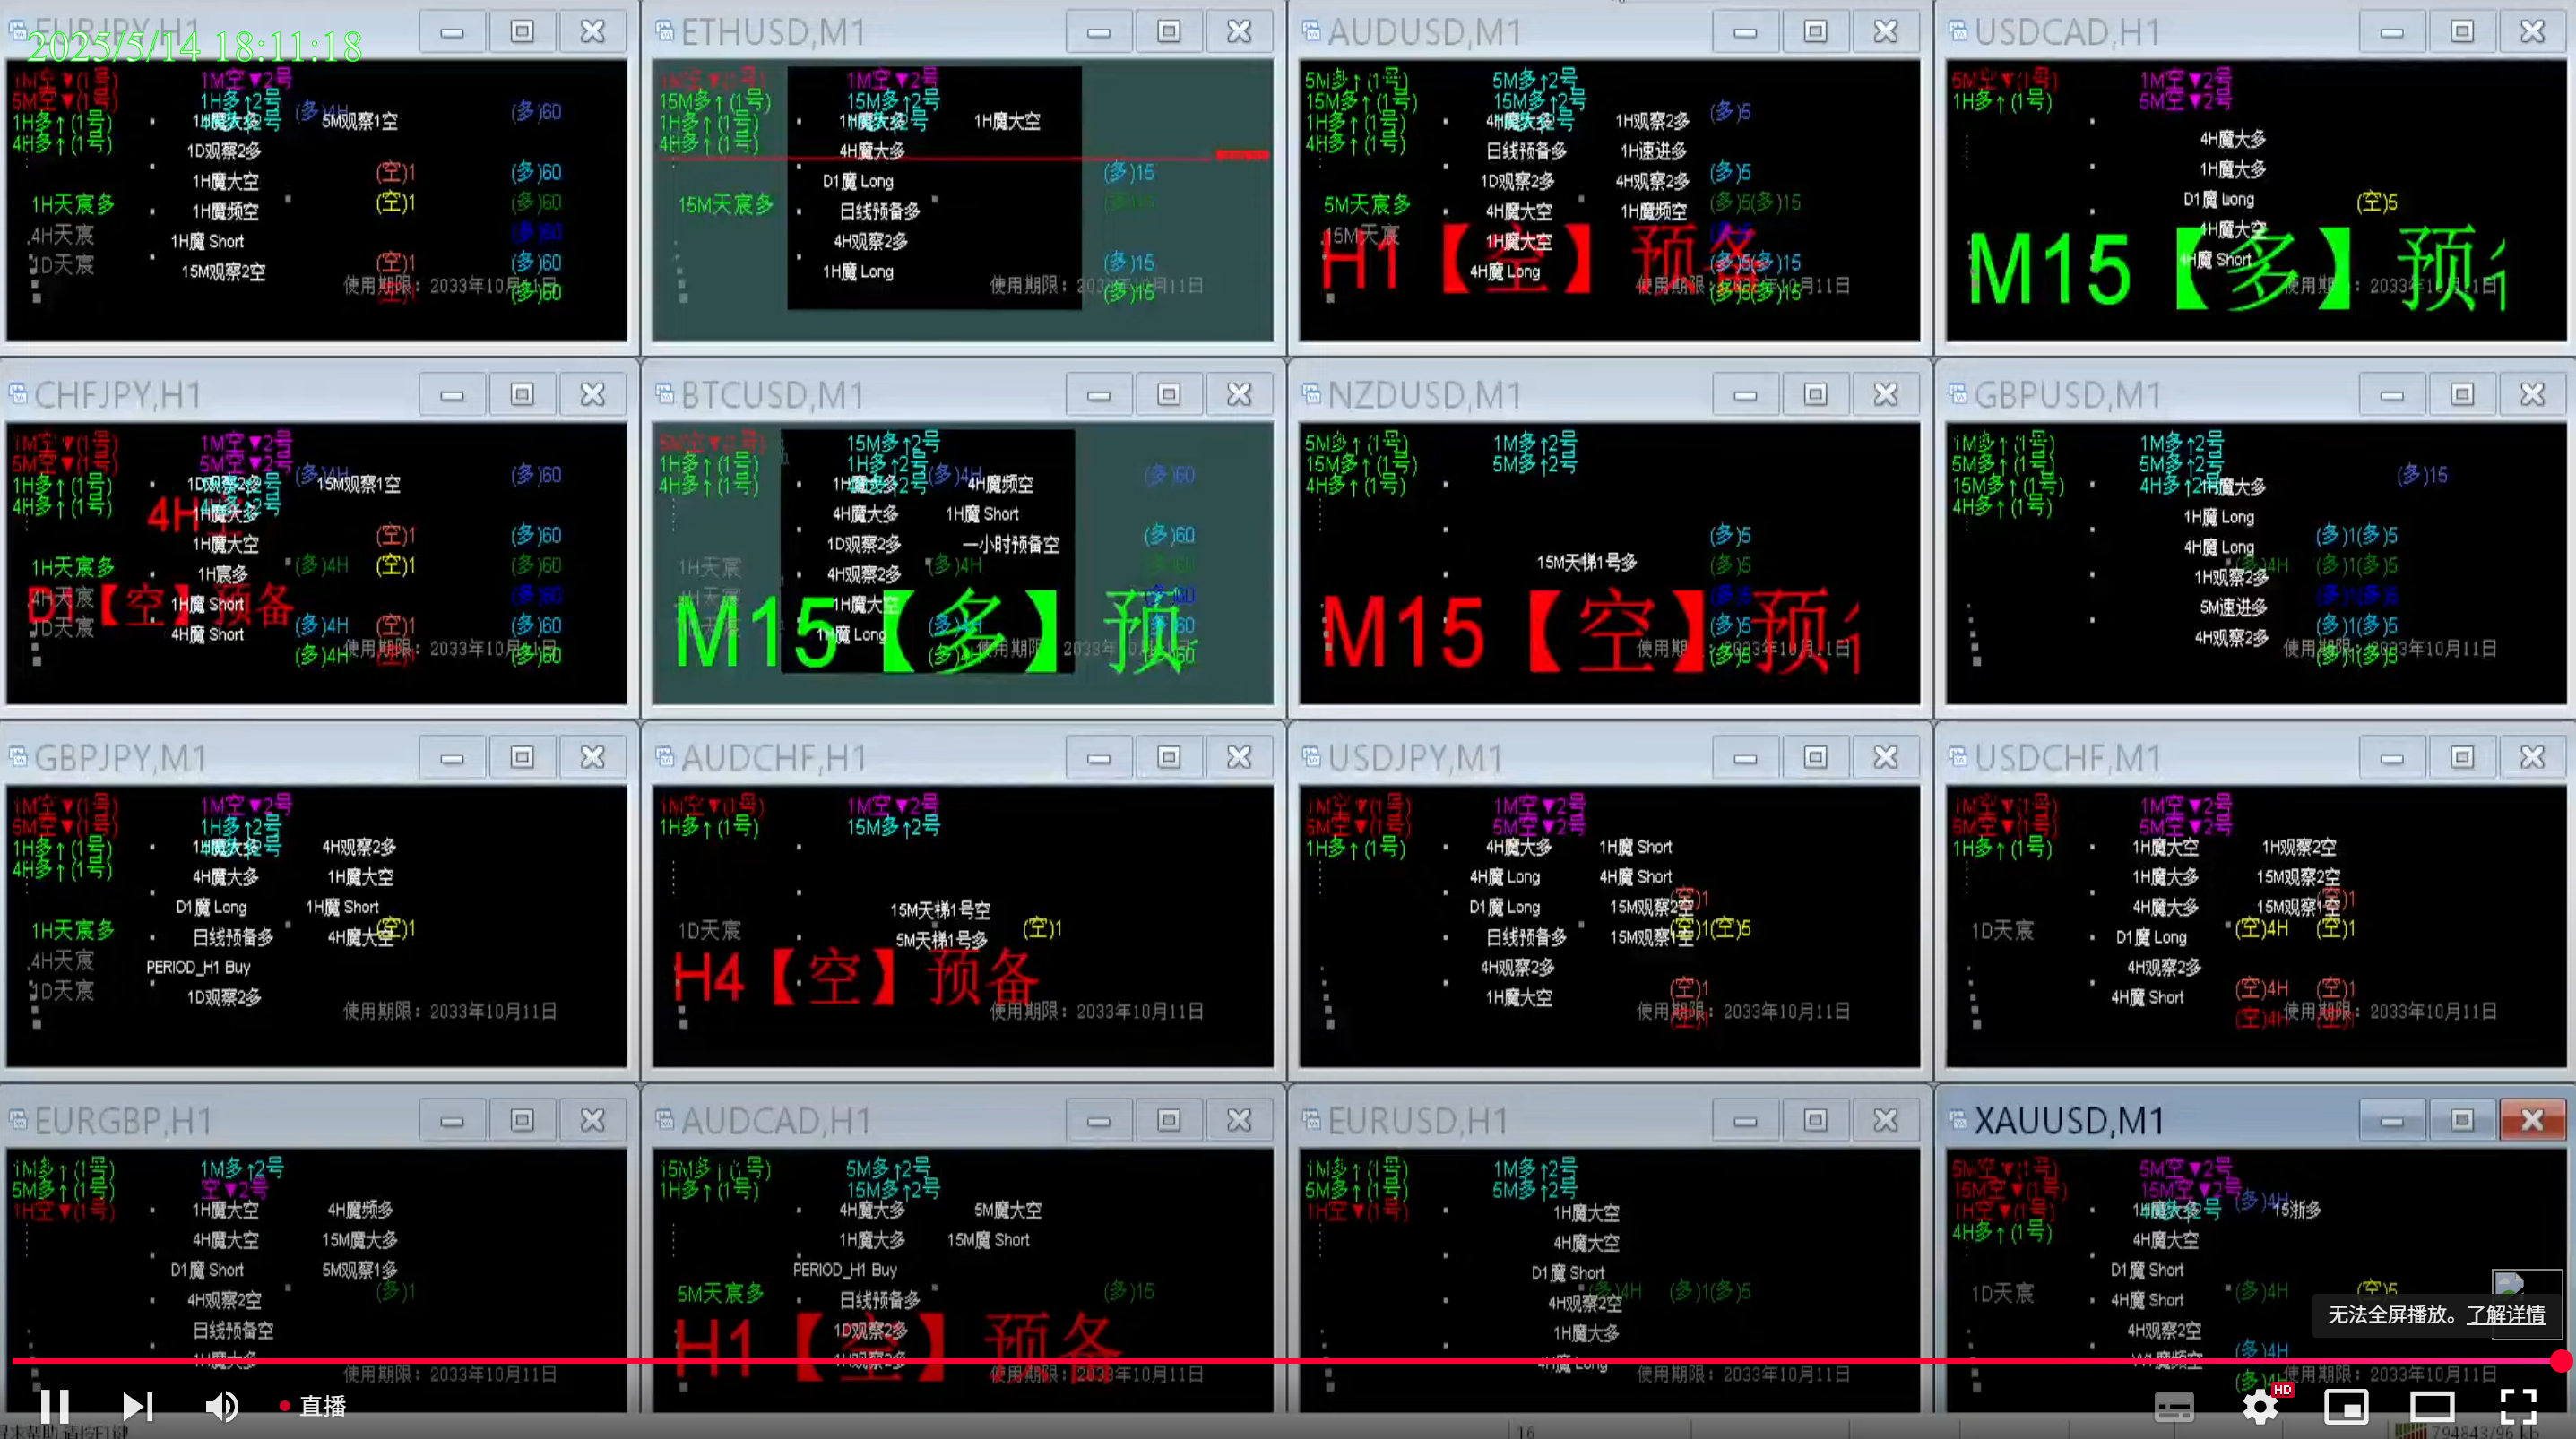 EURJPY,H1
2025/5/14 18:11:18
1M空▼(1号)
5M空▼(1号)
1H多↑(1号)
4H多↑(1号)
1M空▼2号
1H多↑2号
1H魔大多
(多)4H
5M观察1空
(多)60
1D观察2多
1H魔大空
(空)1
(多)60
1H天宸多
1H魔频空
(空)1
(多)60
4H天宸
1H魔 Short
(多)60
1D天宸
15M观察2空
(空)1
(多)60
使用期限：2033年10月11日
(多)60
ETHUSD,M1
1M空▼(1号)
15M多↑(1号)
1H多↑(1号)
4H多↑(1号)
1M空▼2号
15M多↑2号
1H魔大多
1H魔大空
4H魔大多
D1魔 Long
(多)15
15M天宸多
日线预备多
(多)15
4H观察2多
1H魔 Long
(多)15
使用期限：2033年10月11日
(多)15
AUDUSD,M1
5M多↑(1号)
15M多↑(1号)
1H多↑(1号)
4H多↑(1号)
5M多↑2号
15M多↑2号
4H魔大多
1H观察2多
(多)5
日线预备多
1H速进多
1D观察2多
4H观察2多
(多)5
5M天宸多
4H魔大空
1H魔频空
(多)5(多)15
15M天宸
H1【空】预备
1H魔大空
4H魔 Long
(多)5(多)15
使用期限：2033年10月11日
(多)5(多)15
USDCAD,H1
5M空▼(1号)
1H多↑(1号)
1M空▼2号
5M空▼2号
4H魔大多
1H魔大多
D1魔 Long
(空)5
4H魔大空
4H魔 Short
M15【多】预
使用期限：2033年10月11日
CHFJPY,H1
1M空▼(1号)
5M空▼(1号)
1H多↑(1号)
4H多↑(1号)
1M空▼2号
5M空▼2号
1D观察2多
(多)4H
15M观察1空
(多)60
1H魔大多
1H魔大空
(空)1
(多)60
1H天宸多
1H宸多
(多)4H
(空)1
(多)60
4H天宸
【空】预备
1H魔 Short
(多)60
1D天宸
4H魔 Short
(多)4H
(空)1
(多)60
(多)4H
使用期限：2033年10月11日
(多)60
BTCUSD,M1
5M空▼(1号)
1H多↑(1号)
4H多↑(1号)
15M多↑2号
1H多↑2号
1H魔大多
(多)4H
4H魔频空
(多)60
4H魔大多
1H魔 Short
1D观察2多
一小时预备空
(多)60
1H天宸
4H观察2多
(多)4H
(多)60
4H天宸
1H魔大空
(多)60
M15【多】预
1H魔 Long
(多)60
使用期限：2033年10月11日
NZDUSD,M1
5M多↑(1号)
15M多↑(1号)
4H多↑(1号)
1M多↑2号
5M多↑2号
(多)5
15M天梯1号多
(多)5
M15【空】预
(多)5
(多)5
使用期限：2033年10月11日
(多)5
GBPUSD,M1
1M多↑(1号)
5M多↑(1号)
15M多↑(1号)
4H多↑(1号)
1M多↑2号
5M多↑2号
4H多↑2号
(多)15
1H魔大多
1H魔 Long
4H魔 Long
(多)1(多)5
(多)4H
(多)1(多)5
1H观察2多
5M速进多
(多)1(多)5
4H观察2多
(多)1(多)5
使用期限：2033年10月11日
(多)1(多)5
GBPJPY,M1
1M空▼(1号)
5M空▼(1号)
1H多↑(1号)
4H多↑(1号)
1M空▼2号
1H多↑2号
1H魔大多
4H观察2多
4H魔大多
1H魔大空
D1魔 Long
1H魔 Short
1H天宸多
日线预备多
4H魔大空
(空)1
4H天宸
PERIOD_H1 Buy
1D天宸
1D观察2多
使用期限：2033年10月11日
AUDCHF,H1
1M空▼(1号)
1H多↑(1号)
1M空▼2号
15M多↑2号
15M天梯1号空
1D天宸
(空)1
5M天梯1号多
H4【空】预备
使用期限：2033年10月11日
USDJPY,M1
1M空▼(1号)
5M空▼(1号)
1H多↑(1号)
1M空▼2号
5M空▼2号
4H魔大多
1H魔 Short
4H魔 Long
4H魔 Short
D1魔 Long
15M观察2空
(空)1
日线预备多
15M观察1空
(空)1(空)5
4H观察2多
1H魔大空
(空)1
使用期限：2033年10月11日
(空)1
USDCHF,M1
1M空▼(1号)
5M空▼(1号)
1H多↑(1号)
1M空▼2号
5M空▼2号
1H魔大空
1H观察2空
1H魔大多
15M观察2空
4H魔大多
15M观察1空
(空)1
1D天宸
D1魔 Long
(空)4H
(空)1
4H观察2多
4H魔 Short
(空)4H
(空)1
(空)4H
使用期限：2033年10月11日
EURGBP,H1
1M多↑(1号)
5M多↑(1号)
1H空▼(1号)
1M多↑2号
空▼2号
1H魔大空
4H魔频多
4H魔大空
15M魔大多
D1魔 Short
5M观察1多
(多)1
4H观察2空
日线预备空
1H魔大多
使用期限：2033年10月11日
AUDCAD,H1
15M多↑(1号)
1H多↑(1号)
5M多↑2号
15M多↑2号
4H魔大多
5M魔大空
1H魔大多
15M魔 Short
PERIOD_H1 Buy
5M天宸多
日线预备多
(多)15
H1【空】预备
1D观察2多
1H观察2多
使用期限：2033年10月11日
EURUSD,H1
1M多↑(1号)
5M多↑(1号)
1H空▼(1号)
1M多↑2号
5M多↑2号
1H魔大空
4H魔大空
D1魔 Short
(多)4H
(多)1(多)5
4H观察2空
1H魔大多
4H魔 Long
使用期限：2033年10月11日
XAUUSD,M1
5M空▼(1号)
15M空▼(1号)
1H空▼(1号)
4H多↑(1号)
5M空▼2号
15M空▼2号
1H魔大多
(多)4H
15浙多
4H魔大空
D1魔 Short
1D天宸
4H魔 Short
(多)4H
(空)5
无法全屏播放。了解详情
4H观察2空
(多)4H
使用期限：2033年10月11日
(多)4H
直播
HD
16
794843/96 kb